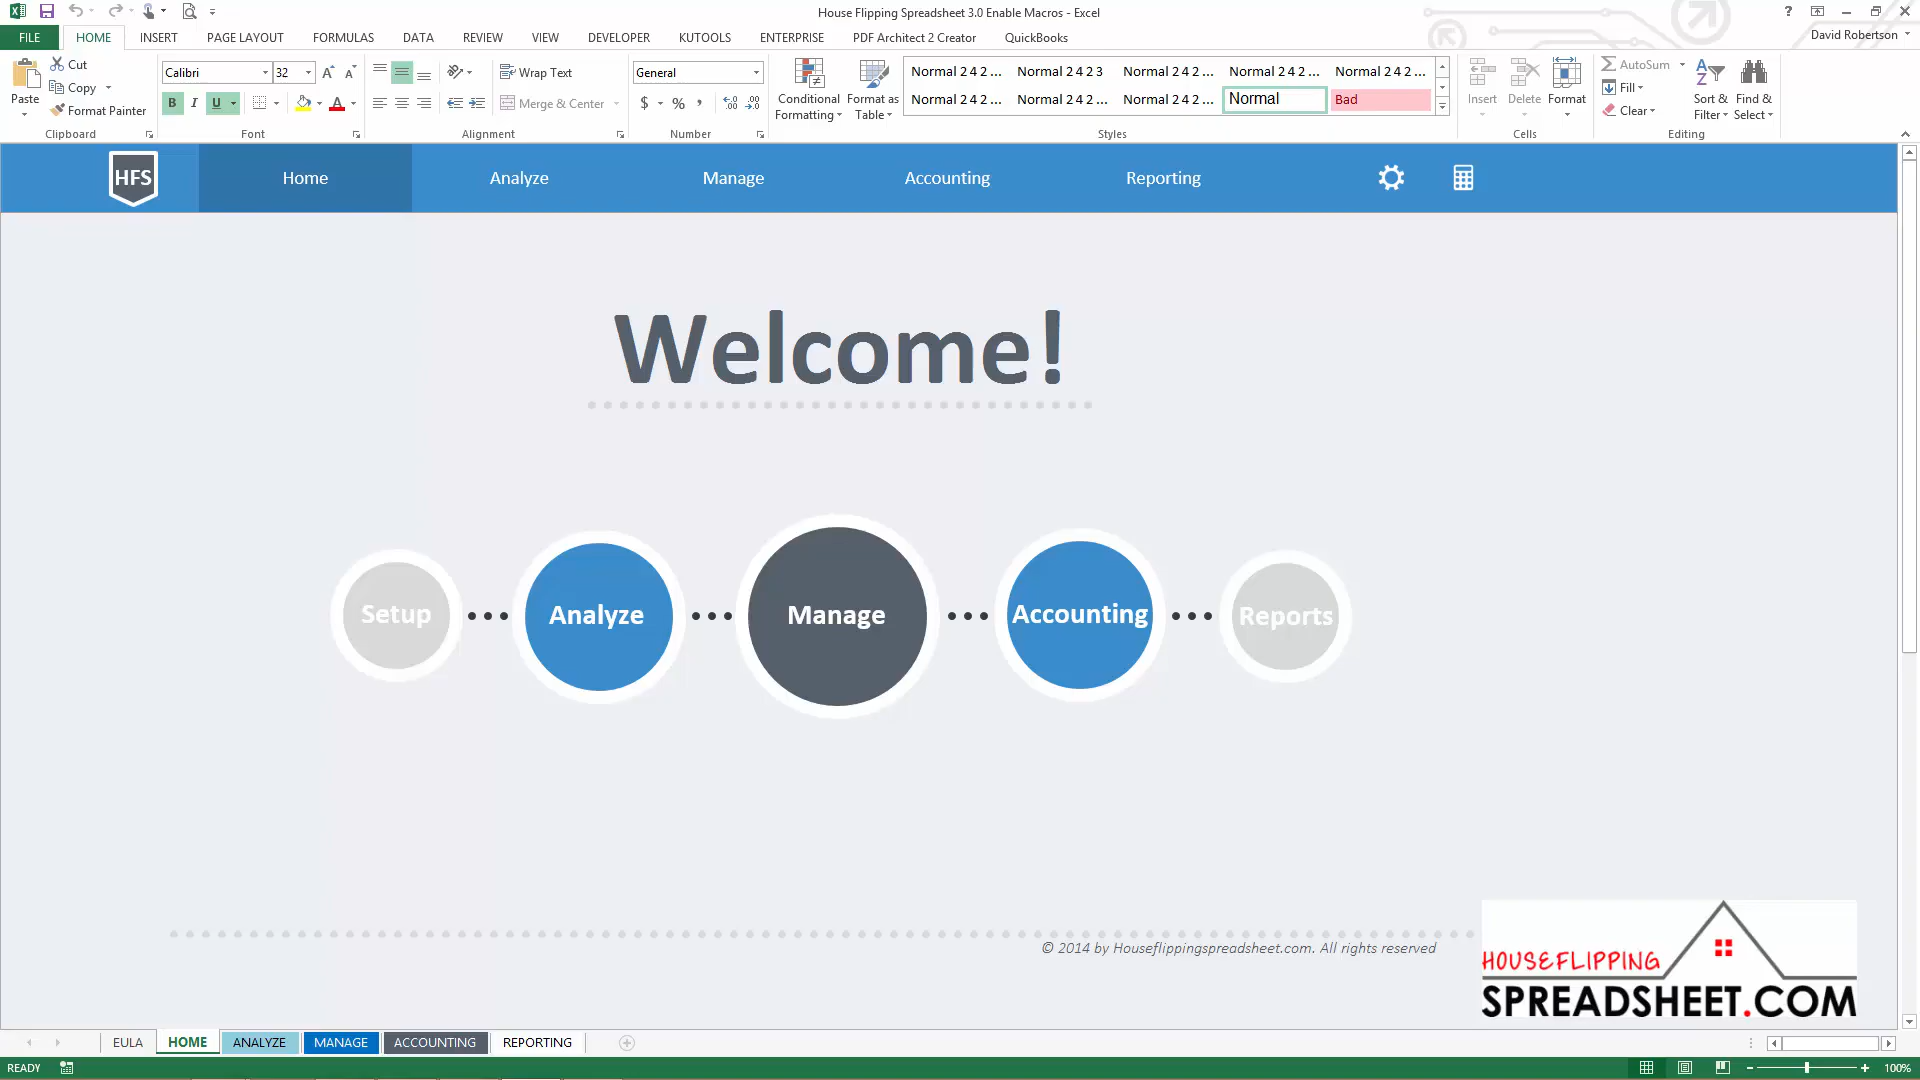 House Flipping Spreadsheet 3.0 Enable Macros - Excel
?
FILE HOME INSERT PAGE LAYOUT FORMULAS DATA REVIEW VIEW DEVELOPER KUTOOLS ENTERPRISE PDF Architect 2 Creator QuickBooks David Robertson
Paste Cut Copy Format Painter
Calibri 32 A A
B I U A
Wrap Text
Merge & Center
General
$ % , .00 .0
Conditional Formatting
Format as Table
Normal 2 4 2 ... Normal 2 4 2 3 Normal 2 4 2 ... Normal 2 4 2 ... Normal 2 4 2 ...
Normal 2 4 2 ... Normal 2 4 2 ... Normal 2 4 2 ... Normal Bad
Insert Delete Format
AutoSum
Fill
Clear
Sort & Filter
Find & Select
Clipboard Font Alignment Number Styles Cells Editing
HFS Home Analyze Manage Accounting Reporting
Welcome!
Setup Analyze Manage Accounting Reports
© 2014 by Houseflippingspreadsheet.com. All rights reserved
HOUSEFLIPPING
SPREADSHEET.COM
EULA HOME ANALYZE MANAGE ACCOUNTING REPORTING
READY 100%